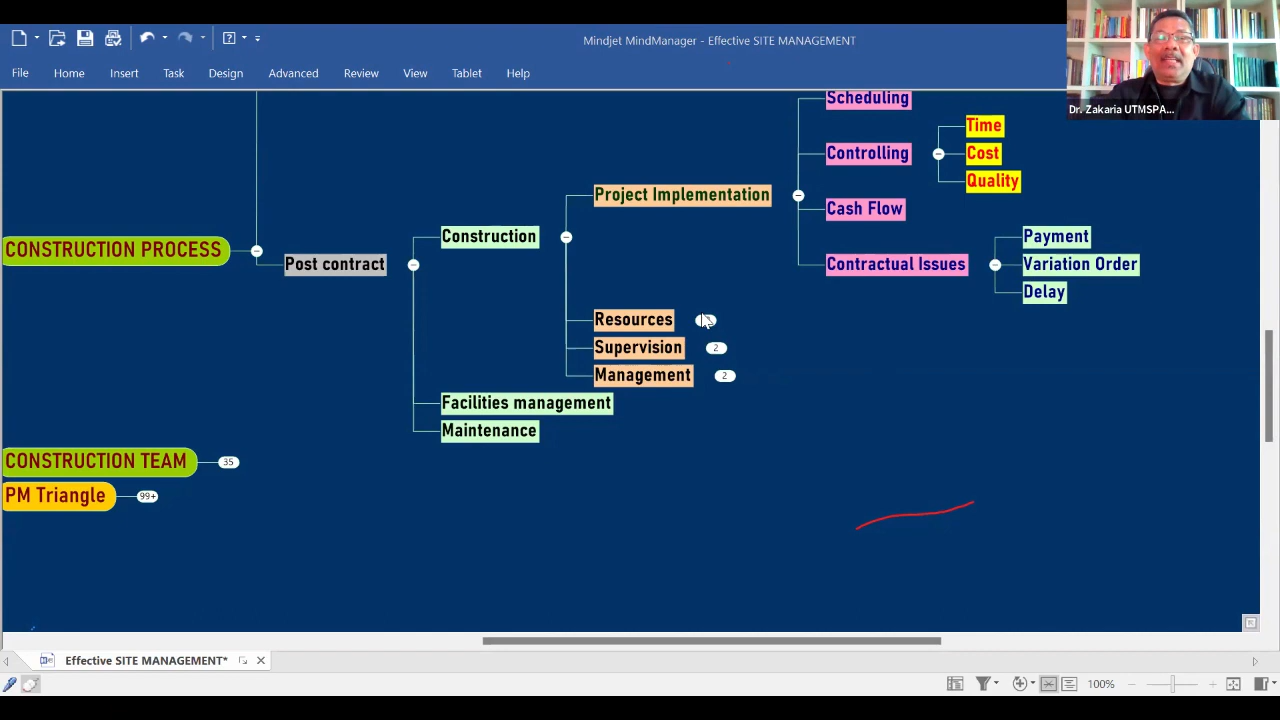 Mindjet MindManager - Effective SITE MANAGEMENT
File Home Insert Task Design Advanced Review View Tablet Help
Dr. Zakaria UTMSPA...
Scheduling
Time
Controlling
Cost
Quality
Project Implementation
Cash Flow
Construction
Payment
CONSTRUCTION PROCESS
Post contract
Contractual Issues
Variation Order
Delay
Resources
Supervision 2
Management 2
Facilities management
Maintenance
CONSTRUCTION TEAM 35
PM Triangle 99+
Effective SITE MANAGEMENT*
100%